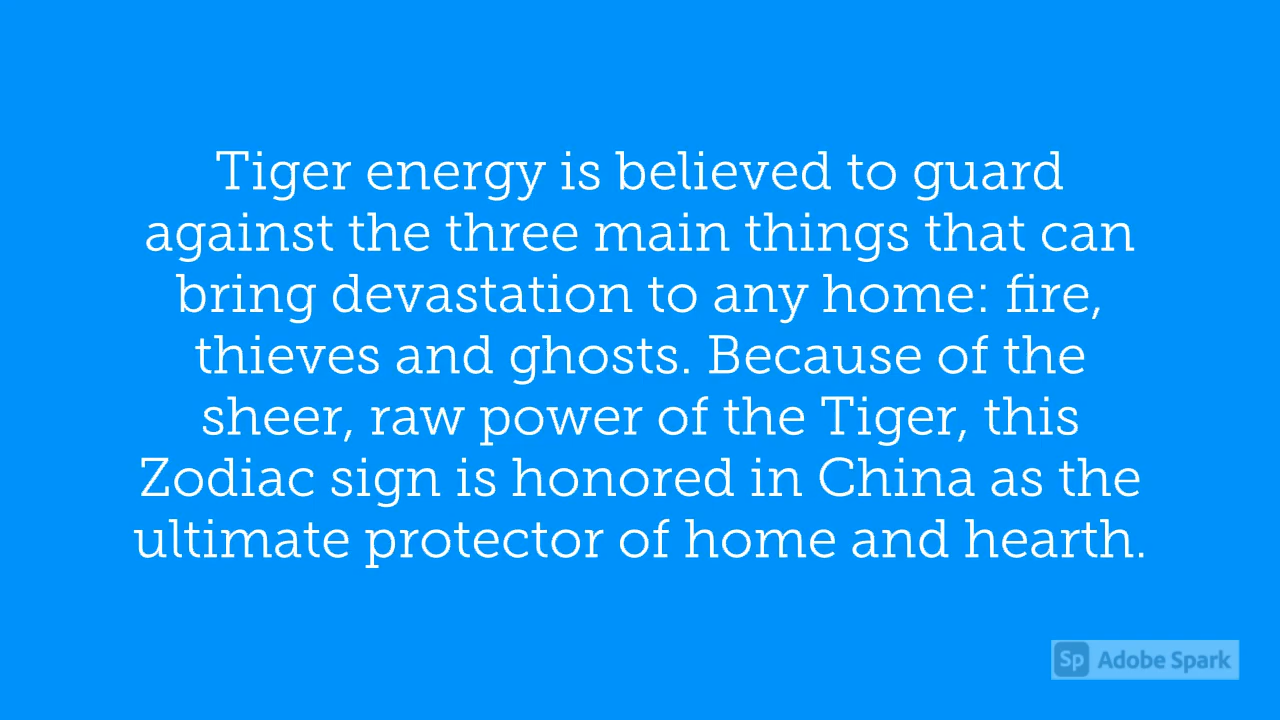 Tiger energy is believed to guard
against the three main things that can
bring devastation to any home: fire,
thieves and ghosts. Because of the
sheer, raw power of the Tiger, this
Zodiac sign is honored in China as the
ultimate protector of home and hearth.
Sp Adobe Spark